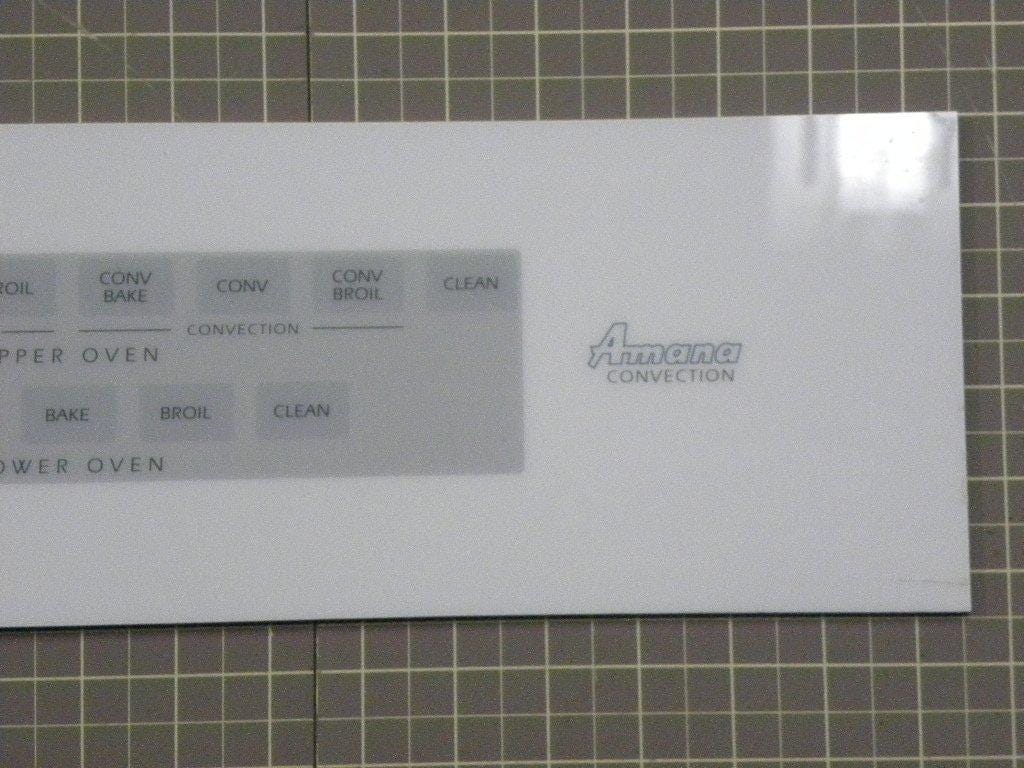 ROIL
CONV BAKE
CONV
CONV BROIL
CLEAN
CONVECTION
PPER OVEN
BAKE
BROIL
CLEAN
OWER OVEN
Amana
CONVECTION